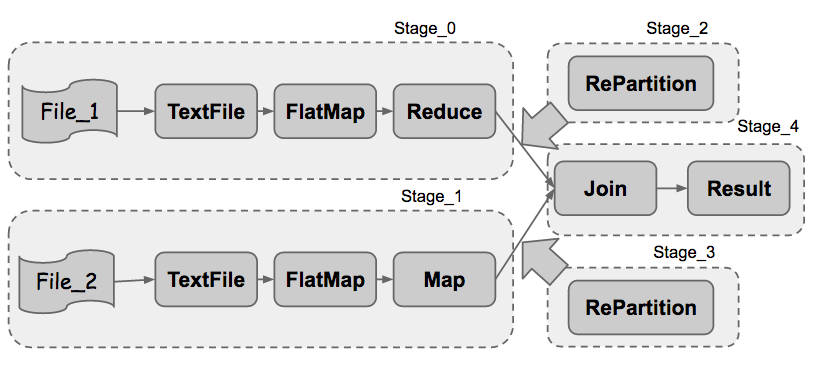 Stage_0
File_1
TextFile
FlatMap
Reduce
Stage_2
RePartition
Stage_4
Join
Result
Stage_1
File_2
TextFile
FlatMap
Map
Stage_3
RePartition